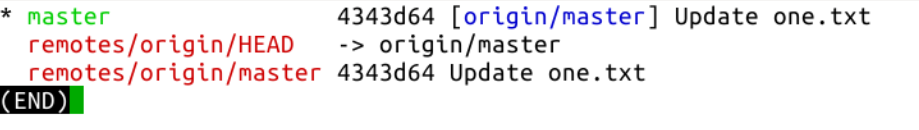 * master                4343d64 [origin/master] Update one.txt
  remotes/origin/HEAD   -> origin/master
  remotes/origin/master 4343d64 Update one.txt
(END)